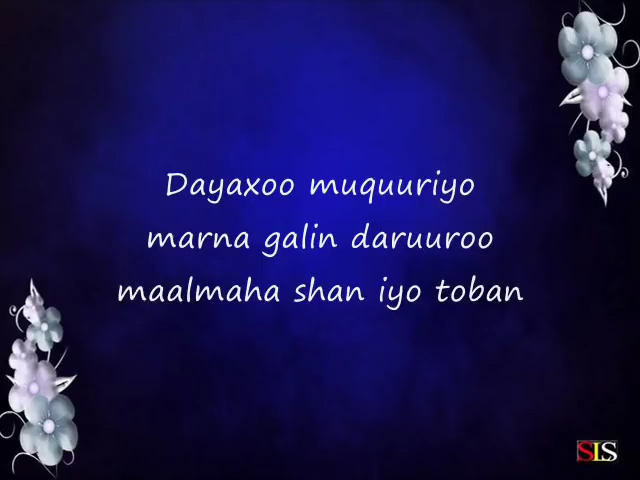 Dayaxoo muquuriyo
marna galin daruuroo
maalmaha shan iyo toban
SLS